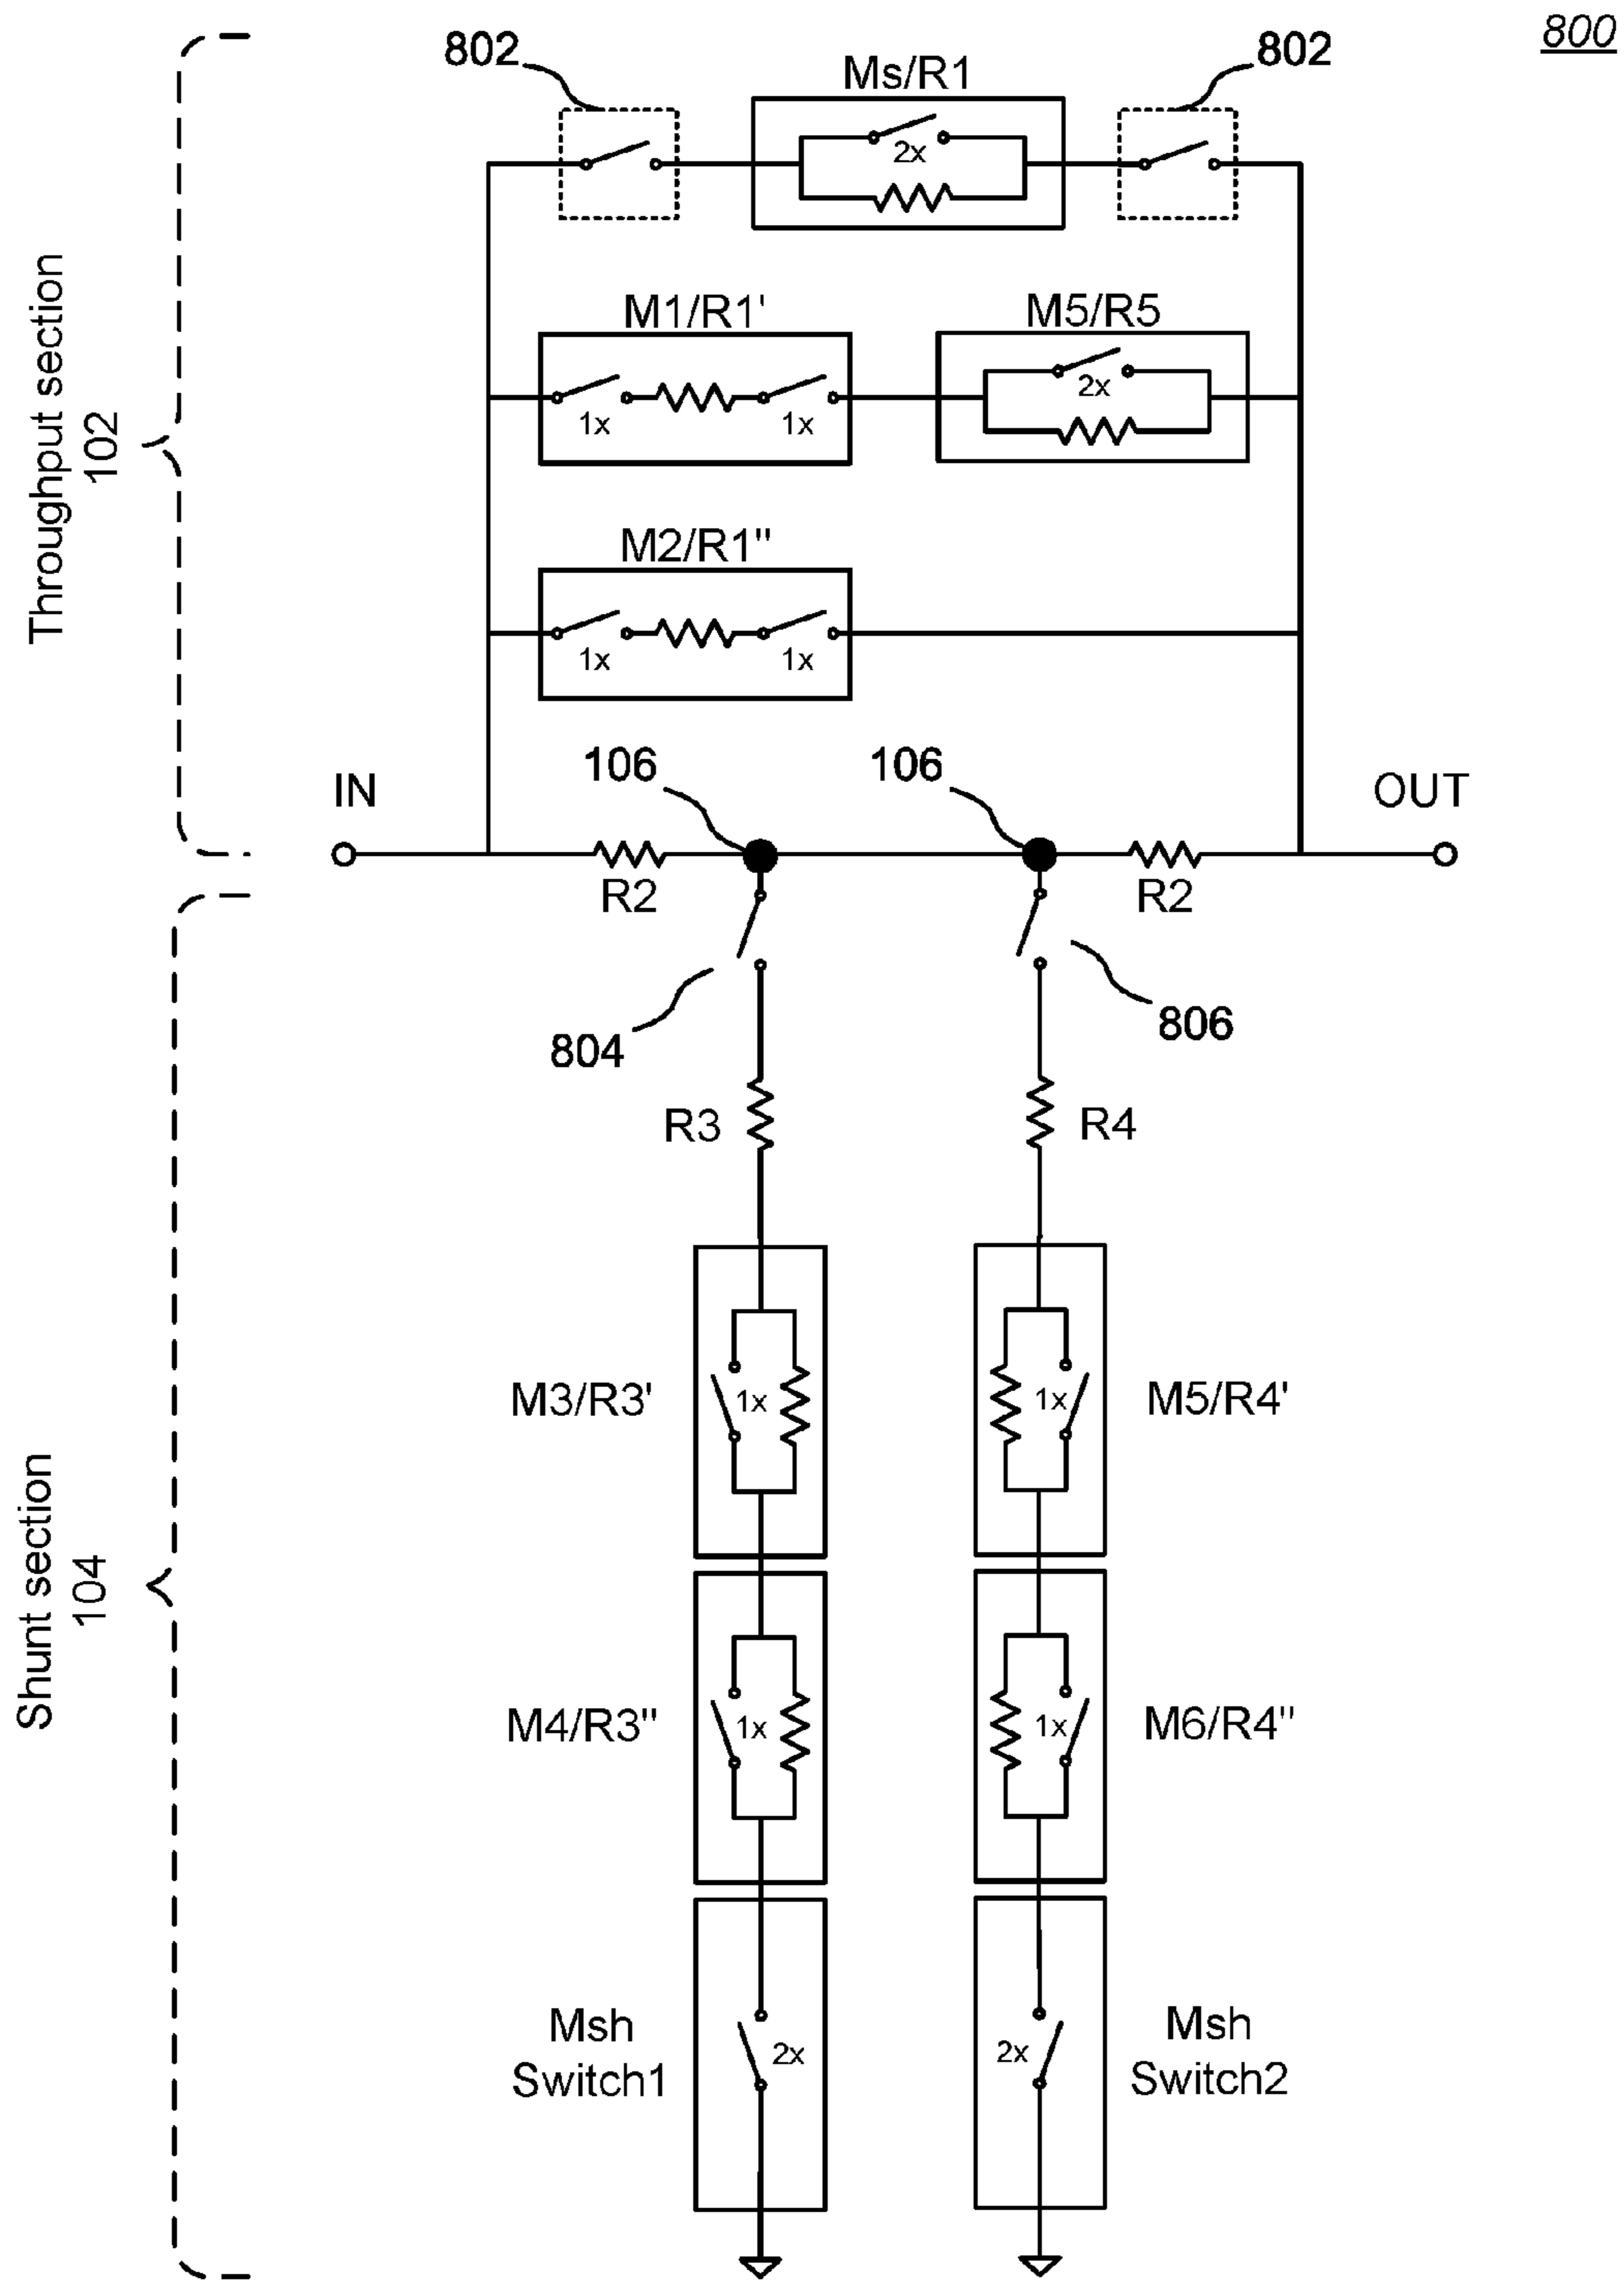 800
802
802
Ms/R1
2x
M1/R1'
M5/R5
1x
1x
2x
M2/R1"
1x
1x
Throughput section
102
IN
106
106
OUT
R2
R2
804
806
R3
R4
M3/R3'
1x
1x
M5/R4'
M4/R3"
1x
1x
M6/R4"
Shunt section
104
Msh
Switch1
2x
2x
Msh
Switch2